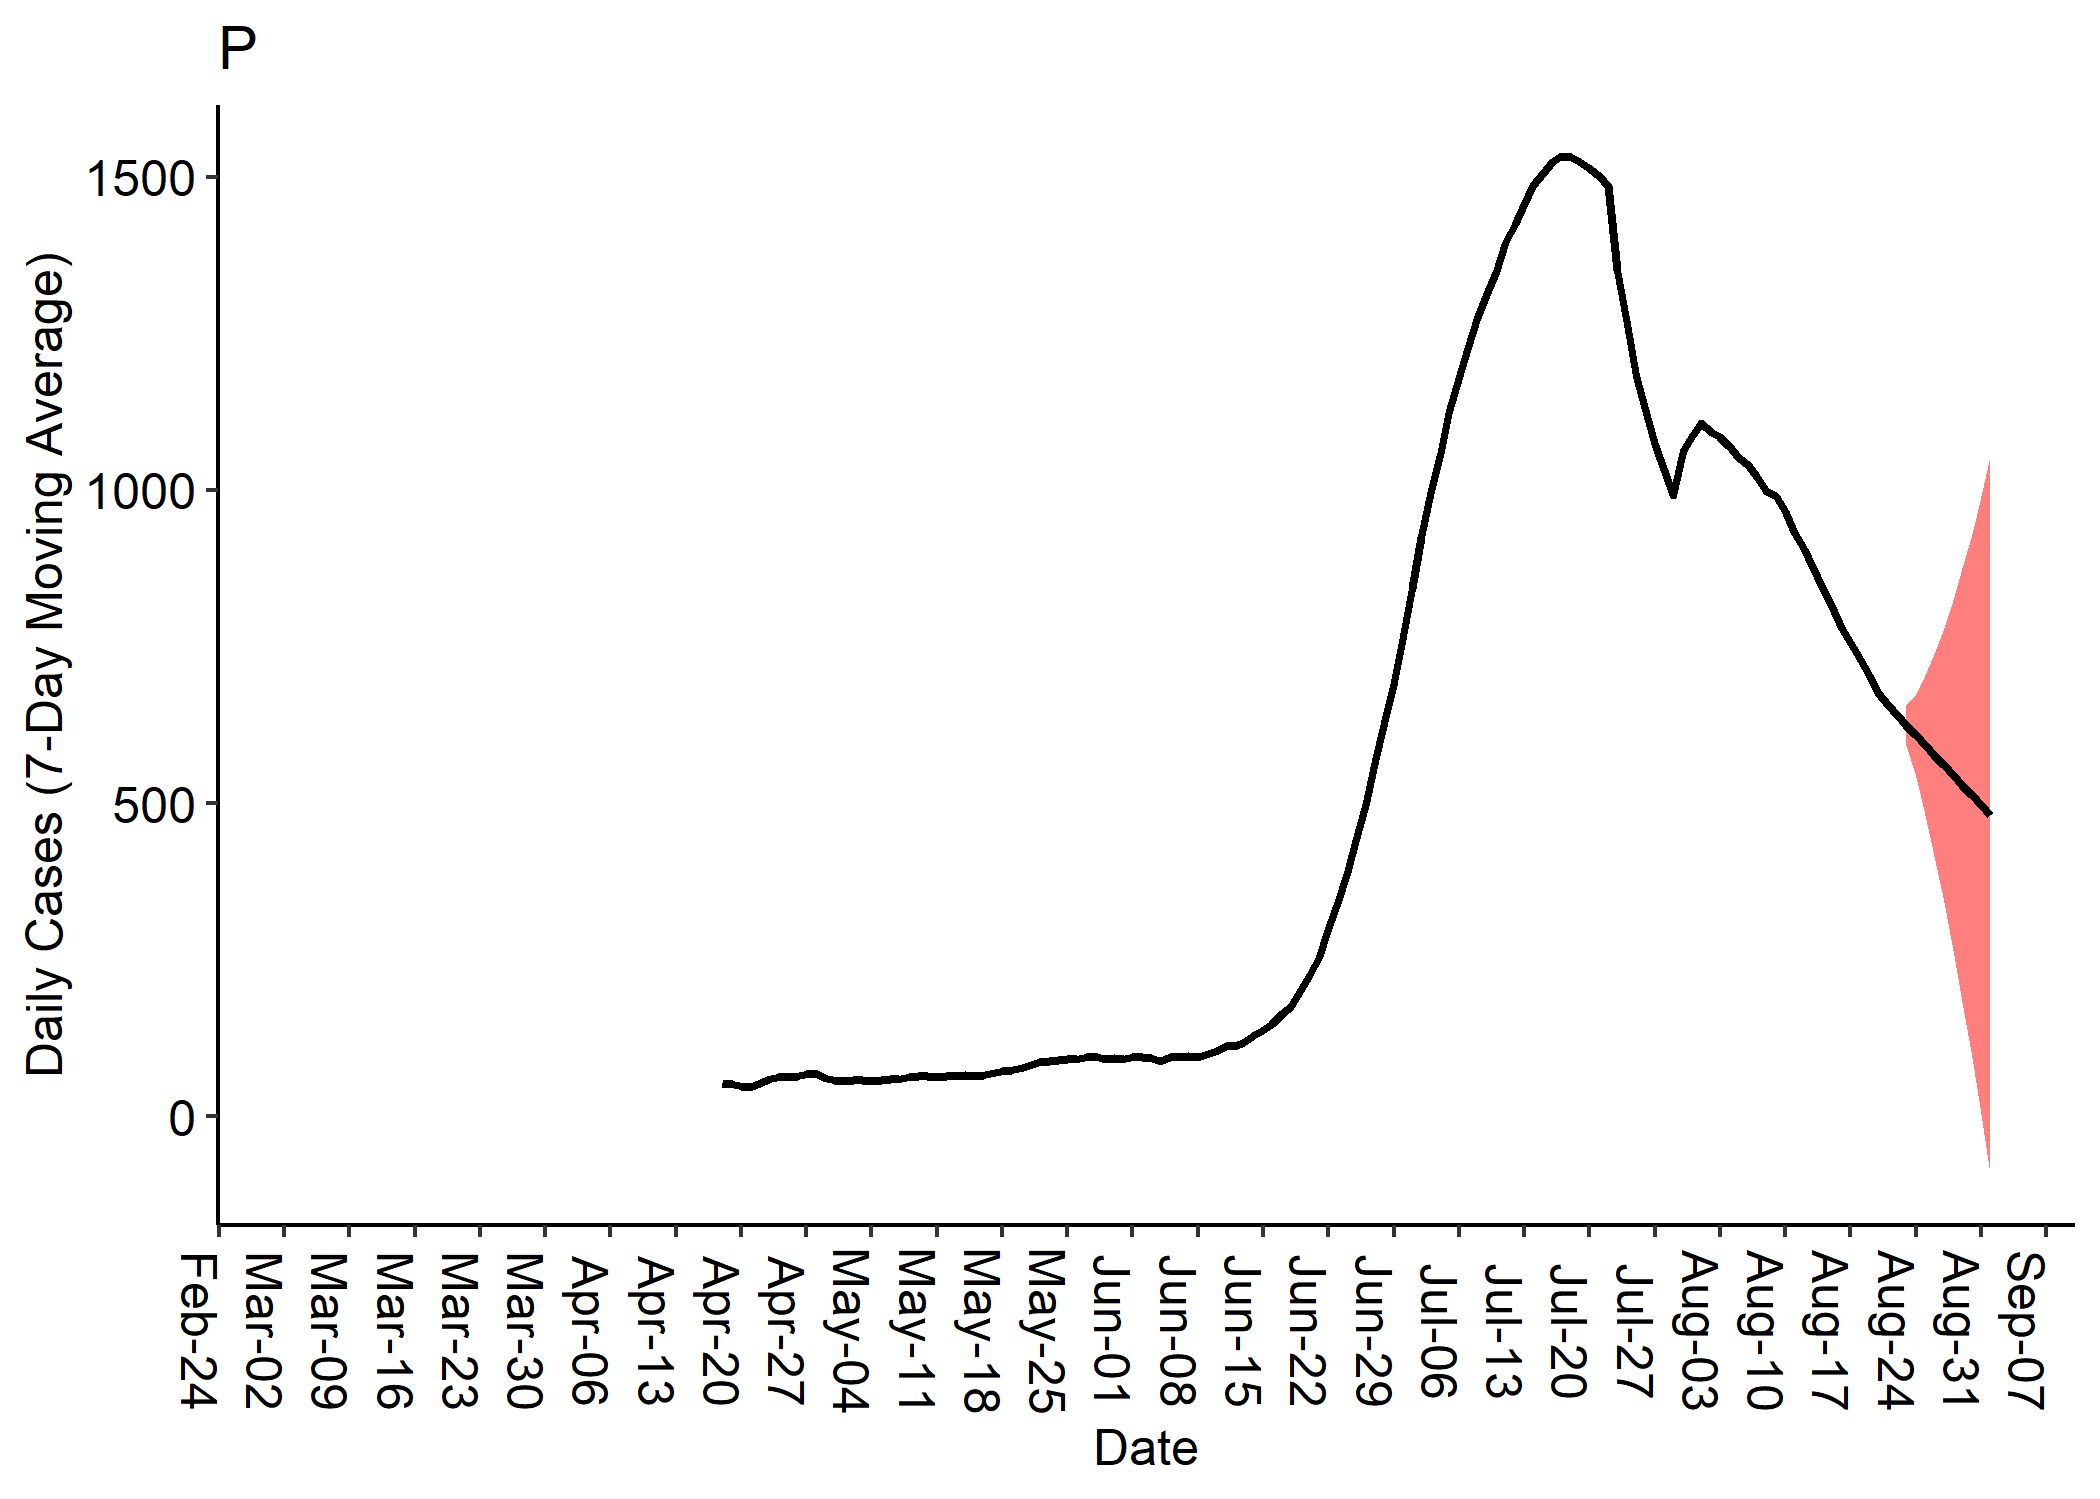 P
Daily Cases (7-Day Moving Average)
1500
1000
500
0
Feb-24
Mar-02
Mar-09
Mar-16
Mar-23
Mar-30
Apr-06
Apr-13
Apr-20
Apr-27
May-04
May-11
May-18
May-25
Jun-01
Jun-08
Jun-15
Jun-22
Jun-29
Jul-06
Jul-13
Jul-20
Jul-27
Aug-03
Aug-10
Aug-17
Aug-24
Aug-31
Sep-07
Date